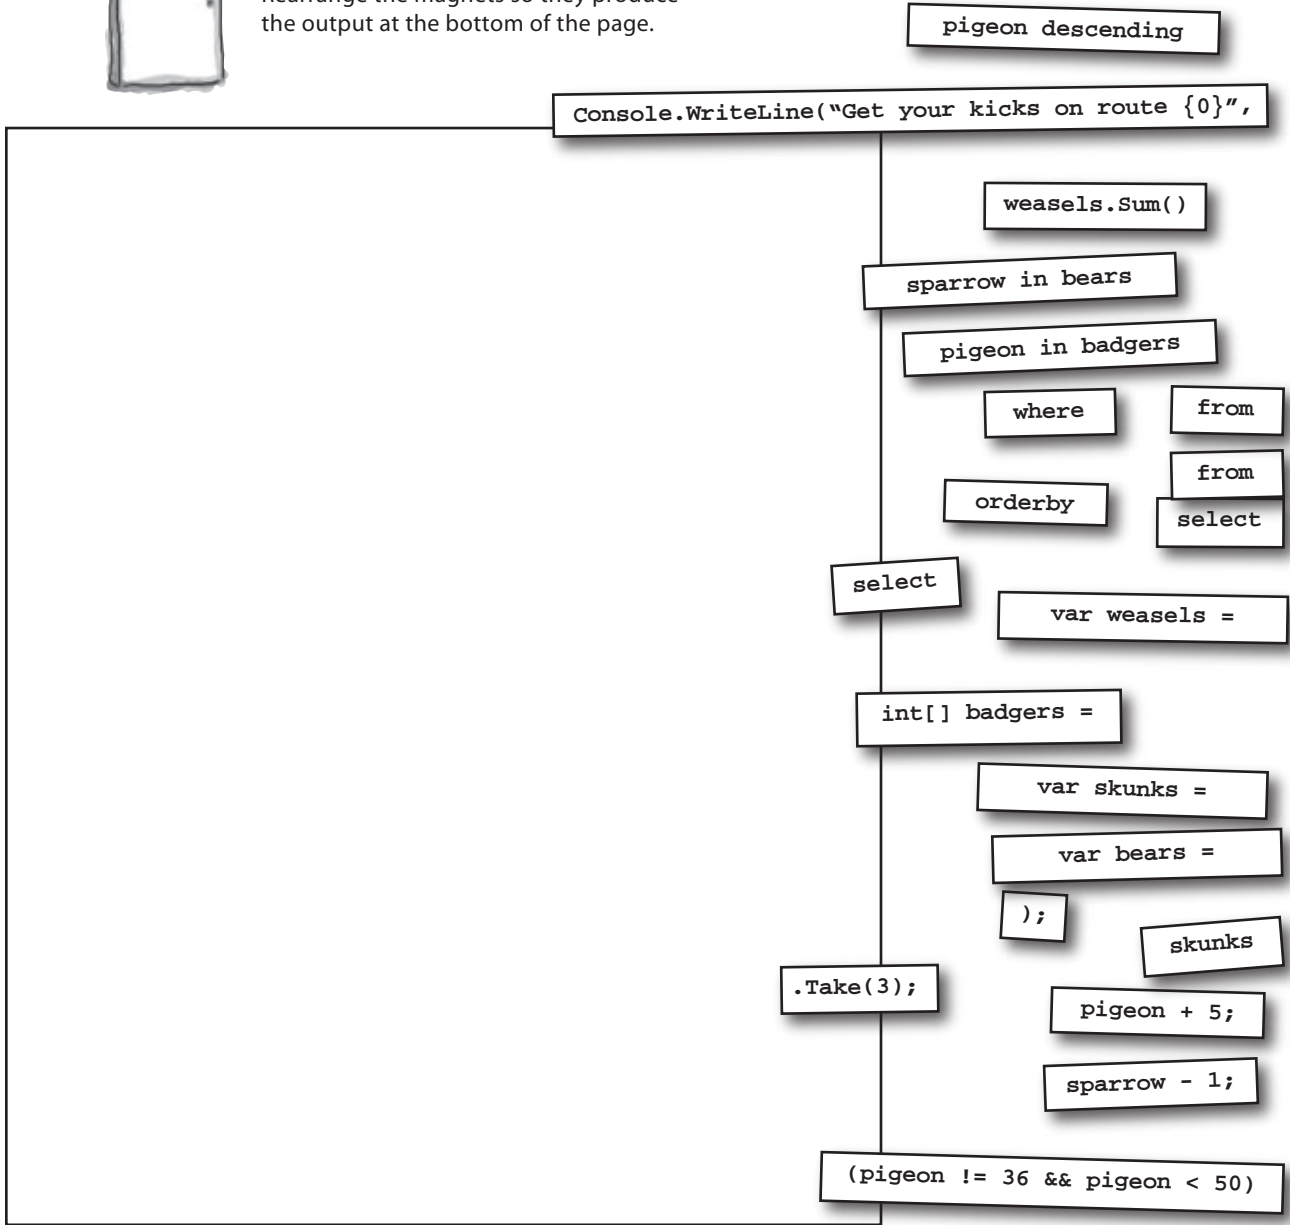 Rearrange the magnets so they produce
the output at the bottom of the page.
pigeon descending
Console.WriteLine(“Get your kicks on route {0}”,
weasels.Sum()
sparrow in bears
pigeon in badgers
where
from
from
orderby
select
select
var weasels =
int[] badgers =
var skunks =
var bears =
);
skunks
.Take(3);
pigeon + 5;
sparrow - 1;
(pigeon != 36 && pigeon < 50)